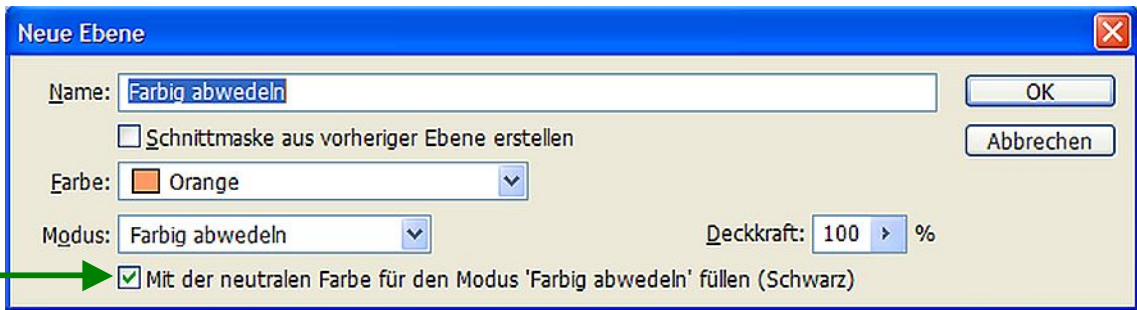 Neue Ebene
Name: Farbig abwedeln
OK
Schnittmaske aus vorheriger Ebene erstellen
Abbrechen
Farbe: Orange
Modus: Farbig abwedeln Deckkraft: 100 %
Mit der neutralen Farbe für den Modus 'Farbig abwedeln' füllen (Schwarz)